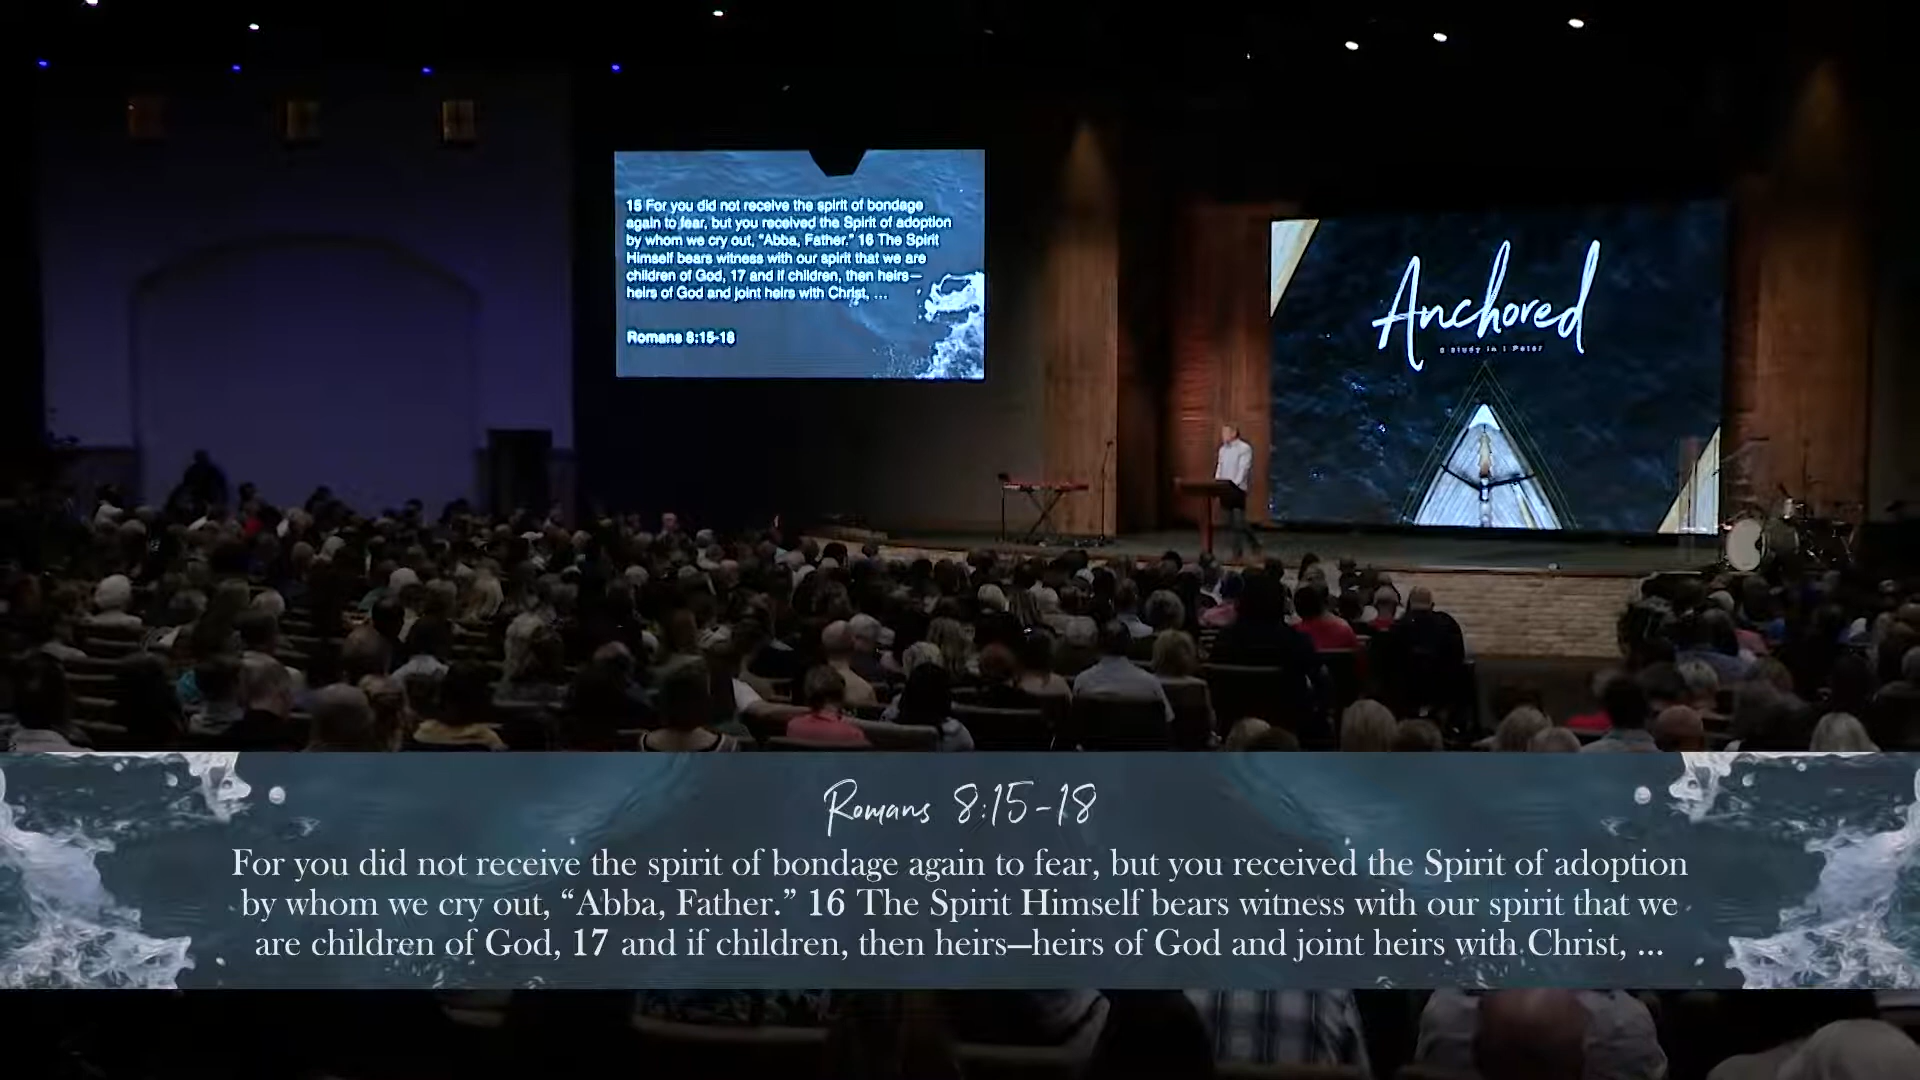 15 For you did not receive the spirit of bondage
again to fear, but you received the Spirit of adoption
by whom we cry out, “Abba, Father.” 16 The Spirit
Himself bears witness with our spirit that we are
children of God, 17 and if children, then heirs—
heirs of God and joint heirs with Christ, ...
Romans 8:15-18
Anchored
a study in 1 Peter
Romans 8:15-18
For you did not receive the spirit of bondage again to fear, but you received the Spirit of adoption
by whom we cry out, “Abba, Father.” 16 The Spirit Himself bears witness with our spirit that we
are children of God, 17 and if children, then heirs—heirs of God and joint heirs with Christ, ...